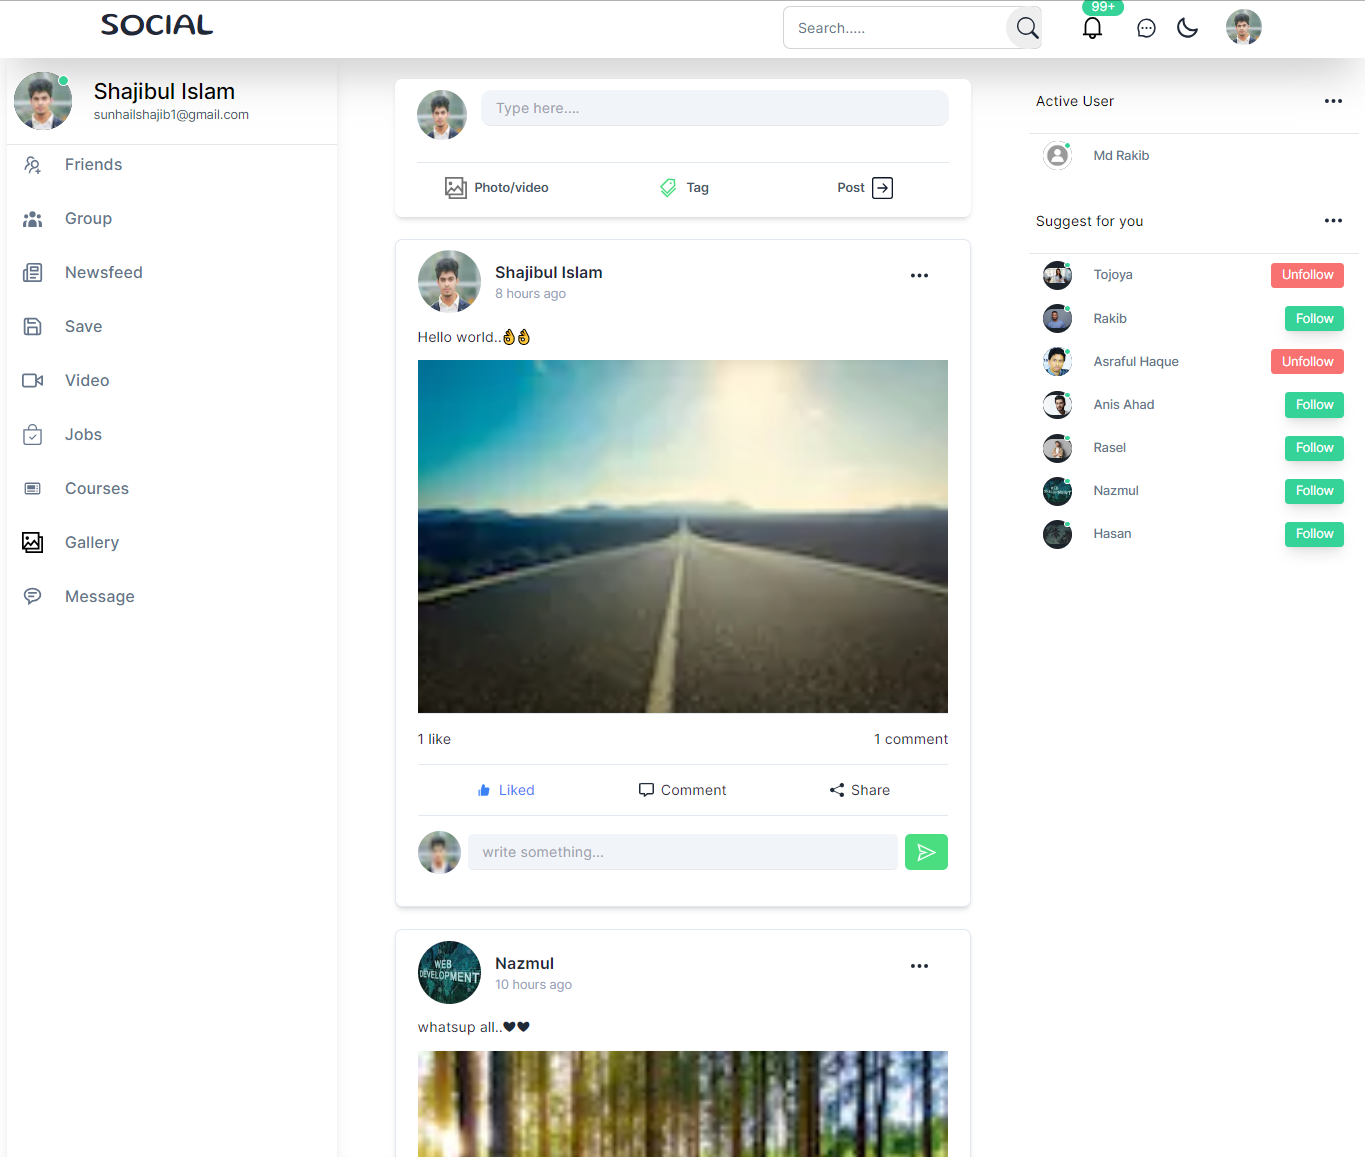 SOCIAL
Search.....
99+
Shajibul Islam
sunhailshajib1@gmail.com
Friends
Group
Newsfeed
Save
Video
Jobs
Courses
Gallery
Message
Type here....
Photo/video
Tag
Post
Shajibul Islam
8 hours ago
Hello world..👌👌
1 like
1 comment
Liked
Comment
Share
write something...
Nazmul
10 hours ago
WEB
DEVELOPMENT
whatsup all..🖤🖤
Active User
Md Rakib
Suggest for you
Tojoya
Unfollow
Rakib
Follow
Asraful Haque
Unfollow
Anis Ahad
Follow
Rasel
Follow
Nazmul
Follow
Hasan
Follow